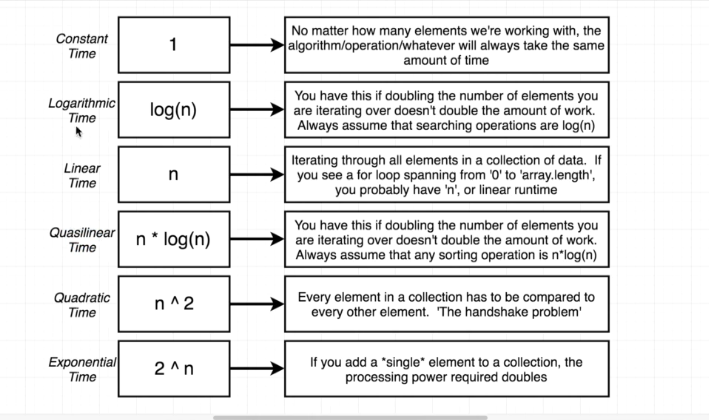 Constant
Time
1
No matter how many elements we're working with, the
algorithm/operation/whatever will always take the same
amount of time
Logarithmic
Time
log(n)
You have this if doubling the number of elements you
are iterating over doesn't double the amount of work.
Always assume that searching operations are log(n)
Linear
Time
n
Iterating through all elements in a collection of data. If
you see a for loop spanning from '0' to 'array.length',
you probably have 'n', or linear runtime
Quasilinear
Time
n * log(n)
You have this if doubling the number of elements you
are iterating over doesn't double the amount of work.
Always assume that any sorting operation is n*log(n)
Quadratic
Time
n ^ 2
Every element in a collection has to be compared to
every other element. 'The handshake problem'
Exponential
Time
2 ^ n
If you add a *single* element to a collection, the
processing power required doubles